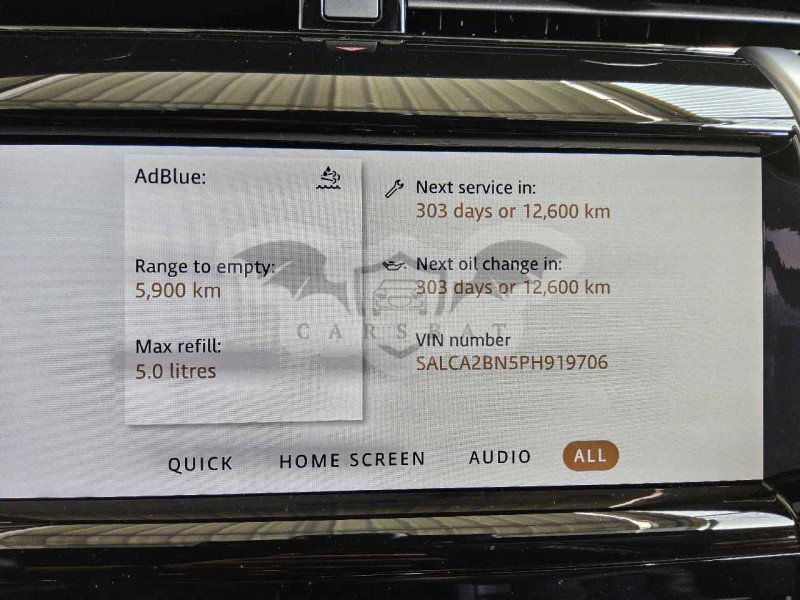 AdBlue:
Range to empty:
5,900 km
Max refill:
5.0 litres
Next service in:
303 days or 12,600 km
Next oil change in:
303 days or 12,600 km
VIN number
SALCA2BN5PH919706
CARSBAT
QUICK
HOME SCREEN
AUDIO
ALL